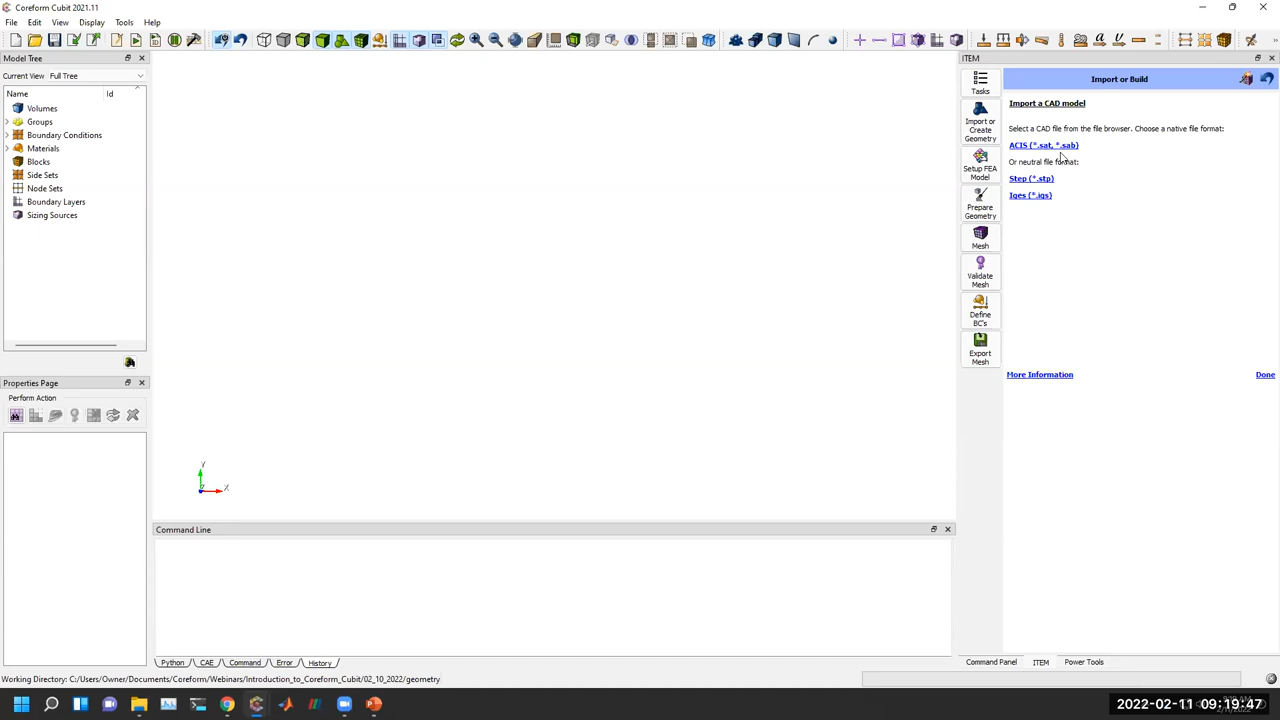 Coreform Cubit 2021.11
File Edit View Display Tools Help
Model Tree
Current View Full Tree
Name Id
Volumes
Groups
Boundary Conditions
Materials
Blocks
Side Sets
Node Sets
Boundary Layers
Sizing Sources
Properties Page
Perform Action
Y
X
Z
Command Line
Python CAE Command Error History
ITEM
Tasks
Import or
Create
Geometry
Setup FEA
Model
Prepare
Geometry
Mesh
Validate
Mesh
Define
BC's
Export
Mesh
Import or Build
Import a CAD model
Select a CAD file from the file browser. Choose a native file format:
ACIS (*.sat, *.sab)
Or neutral file format:
Step (*.stp)
Iges (*.igs)
More Information Done
Command Panel ITEM Power Tools
Working Directory: C:/Users/Owner/Documents/Coreform/Webinars/Introduction_to_Coreform_Cubit/02_10_2022/geometry
2022-02-11 09:19:47